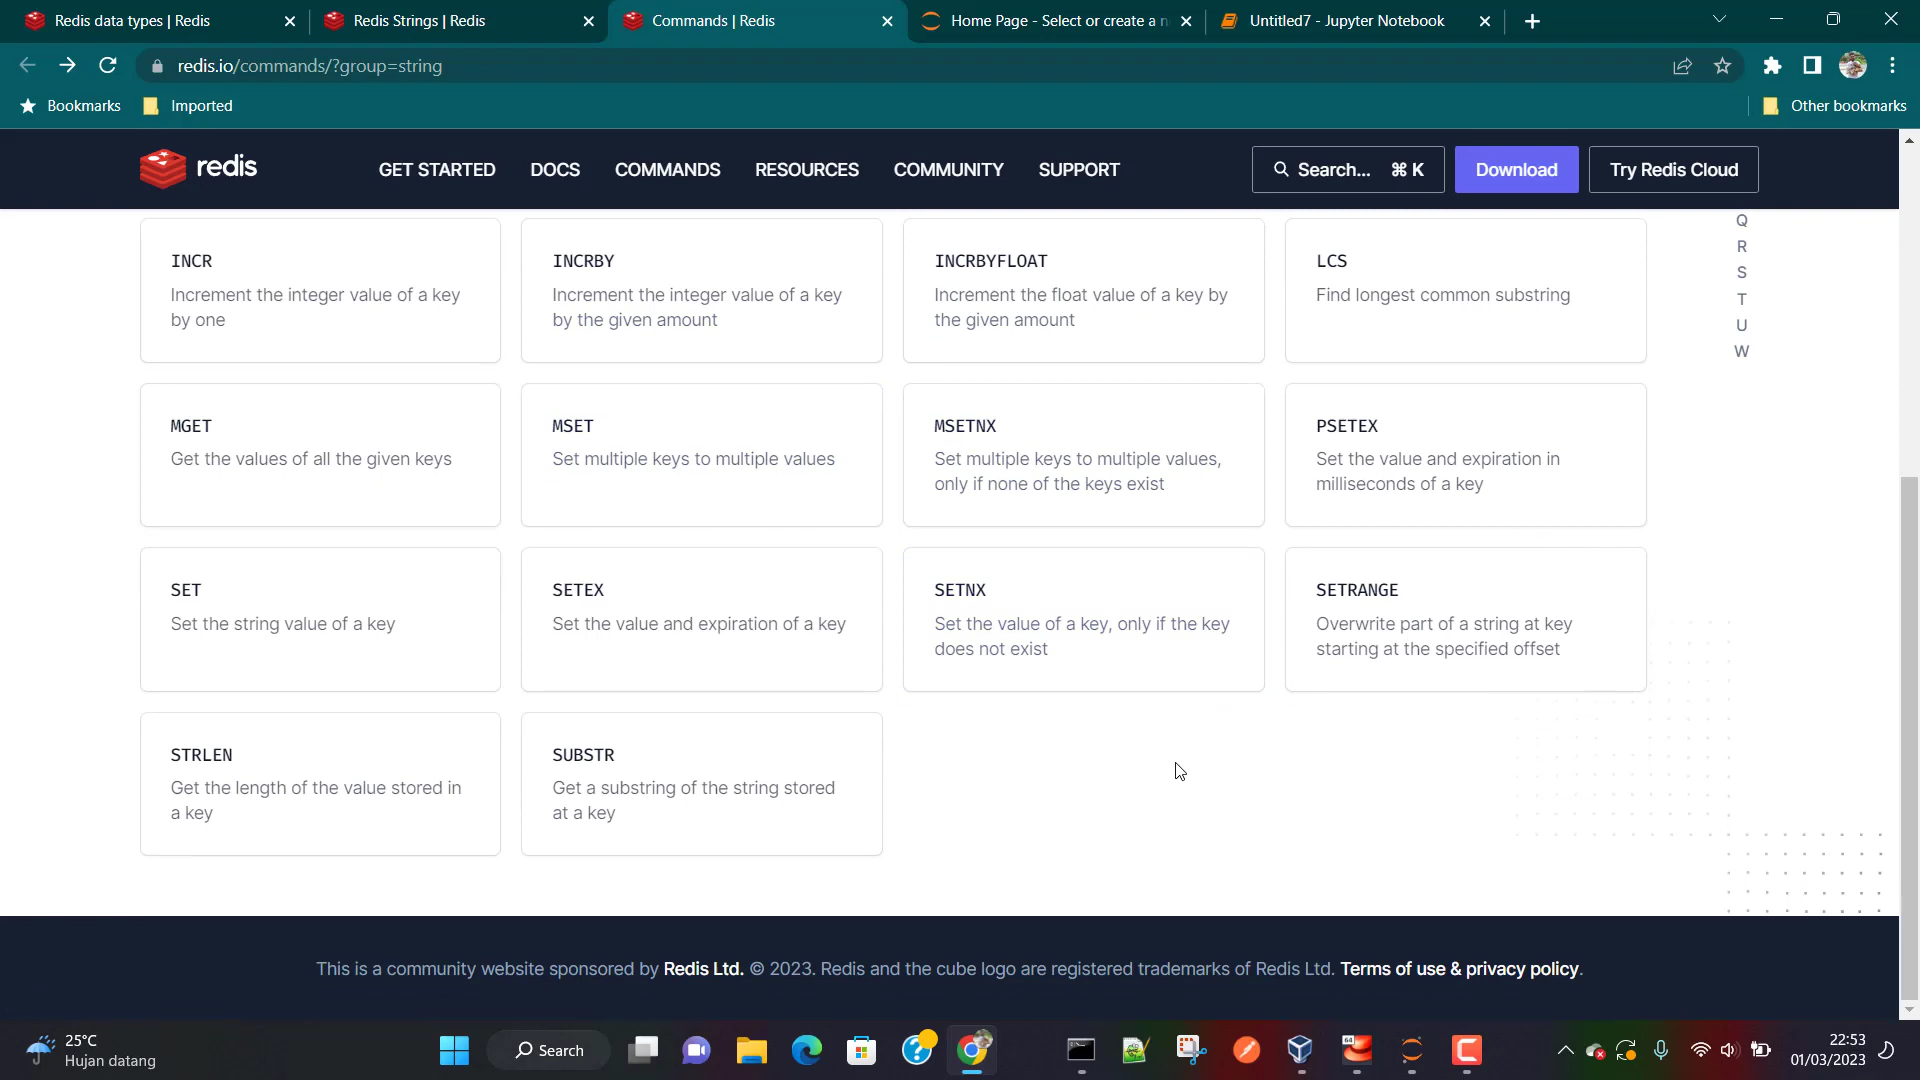 Redis data types | Redis
Redis Strings | Redis
Commands | Redis
Home Page - Select or create a n
Untitled7 - Jupyter Notebook
redis.io/commands/?group=string
Bookmarks
Imported
Other bookmarks
redis
GET STARTED
DOCS
COMMANDS
RESOURCES
COMMUNITY
SUPPORT
Search... ⌘ K
Download
Try Redis Cloud
Q
R
S
T
U
W
INCR
Increment the integer value of a key
by one
INCRBY
Increment the integer value of a key
by the given amount
INCRBYFLOAT
Increment the float value of a key by
the given amount
LCS
Find longest common substring
MGET
Get the values of all the given keys
MSET
Set multiple keys to multiple values
MSETNX
Set multiple keys to multiple values,
only if none of the keys exist
PSETEX
Set the value and expiration in
milliseconds of a key
SET
Set the string value of a key
SETEX
Set the value and expiration of a key
SETNX
Set the value of a key, only if the key
does not exist
SETRANGE
Overwrite part of a string at key
starting at the specified offset
STRLEN
Get the length of the value stored in
a key
SUBSTR
Get a substring of the string stored
at a key
This is a community website sponsored by Redis Ltd. © 2023. Redis and the cube logo are registered trademarks of Redis Ltd. Terms of use & privacy policy.
25°C
Hujan datang
Search
64
22:53
01/03/2023